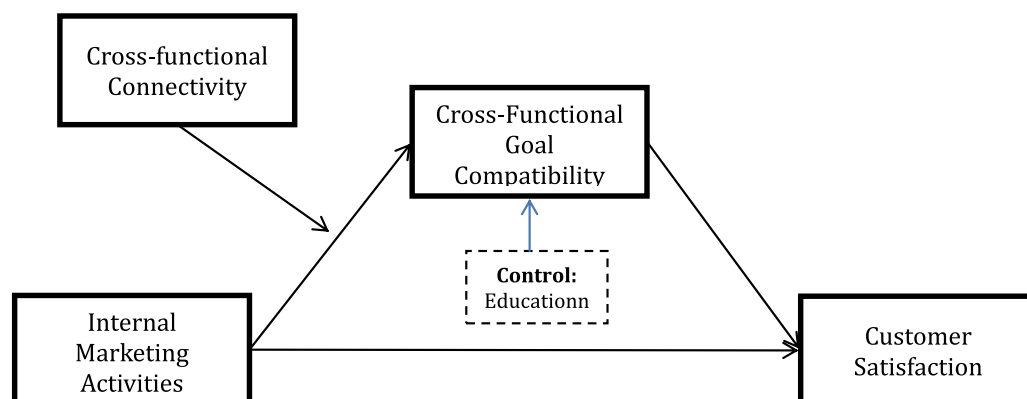 Cross-functional
Connectivity
Cross-Functional
Goal
Compatibility
Control:
Educationn
Internal
Marketing
Activities
Customer
Satisfaction